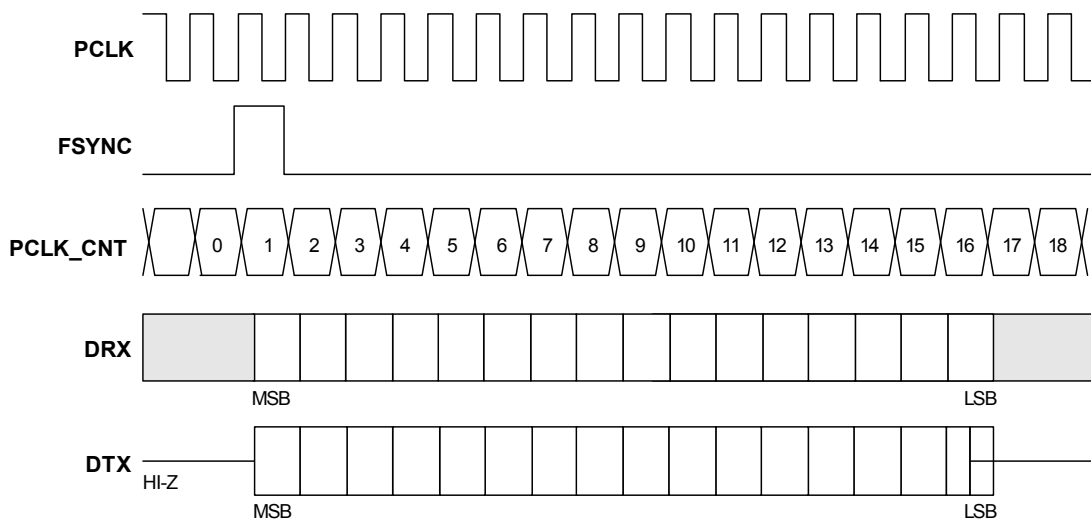 PCLK
FSYNC
PCLK_CNT 0 1 2 3 4 5 6 7 8 9 10 11 12 13 14 15 16 17 18
DRX
MSB LSB
DTX
HI-Z
MSB LSB